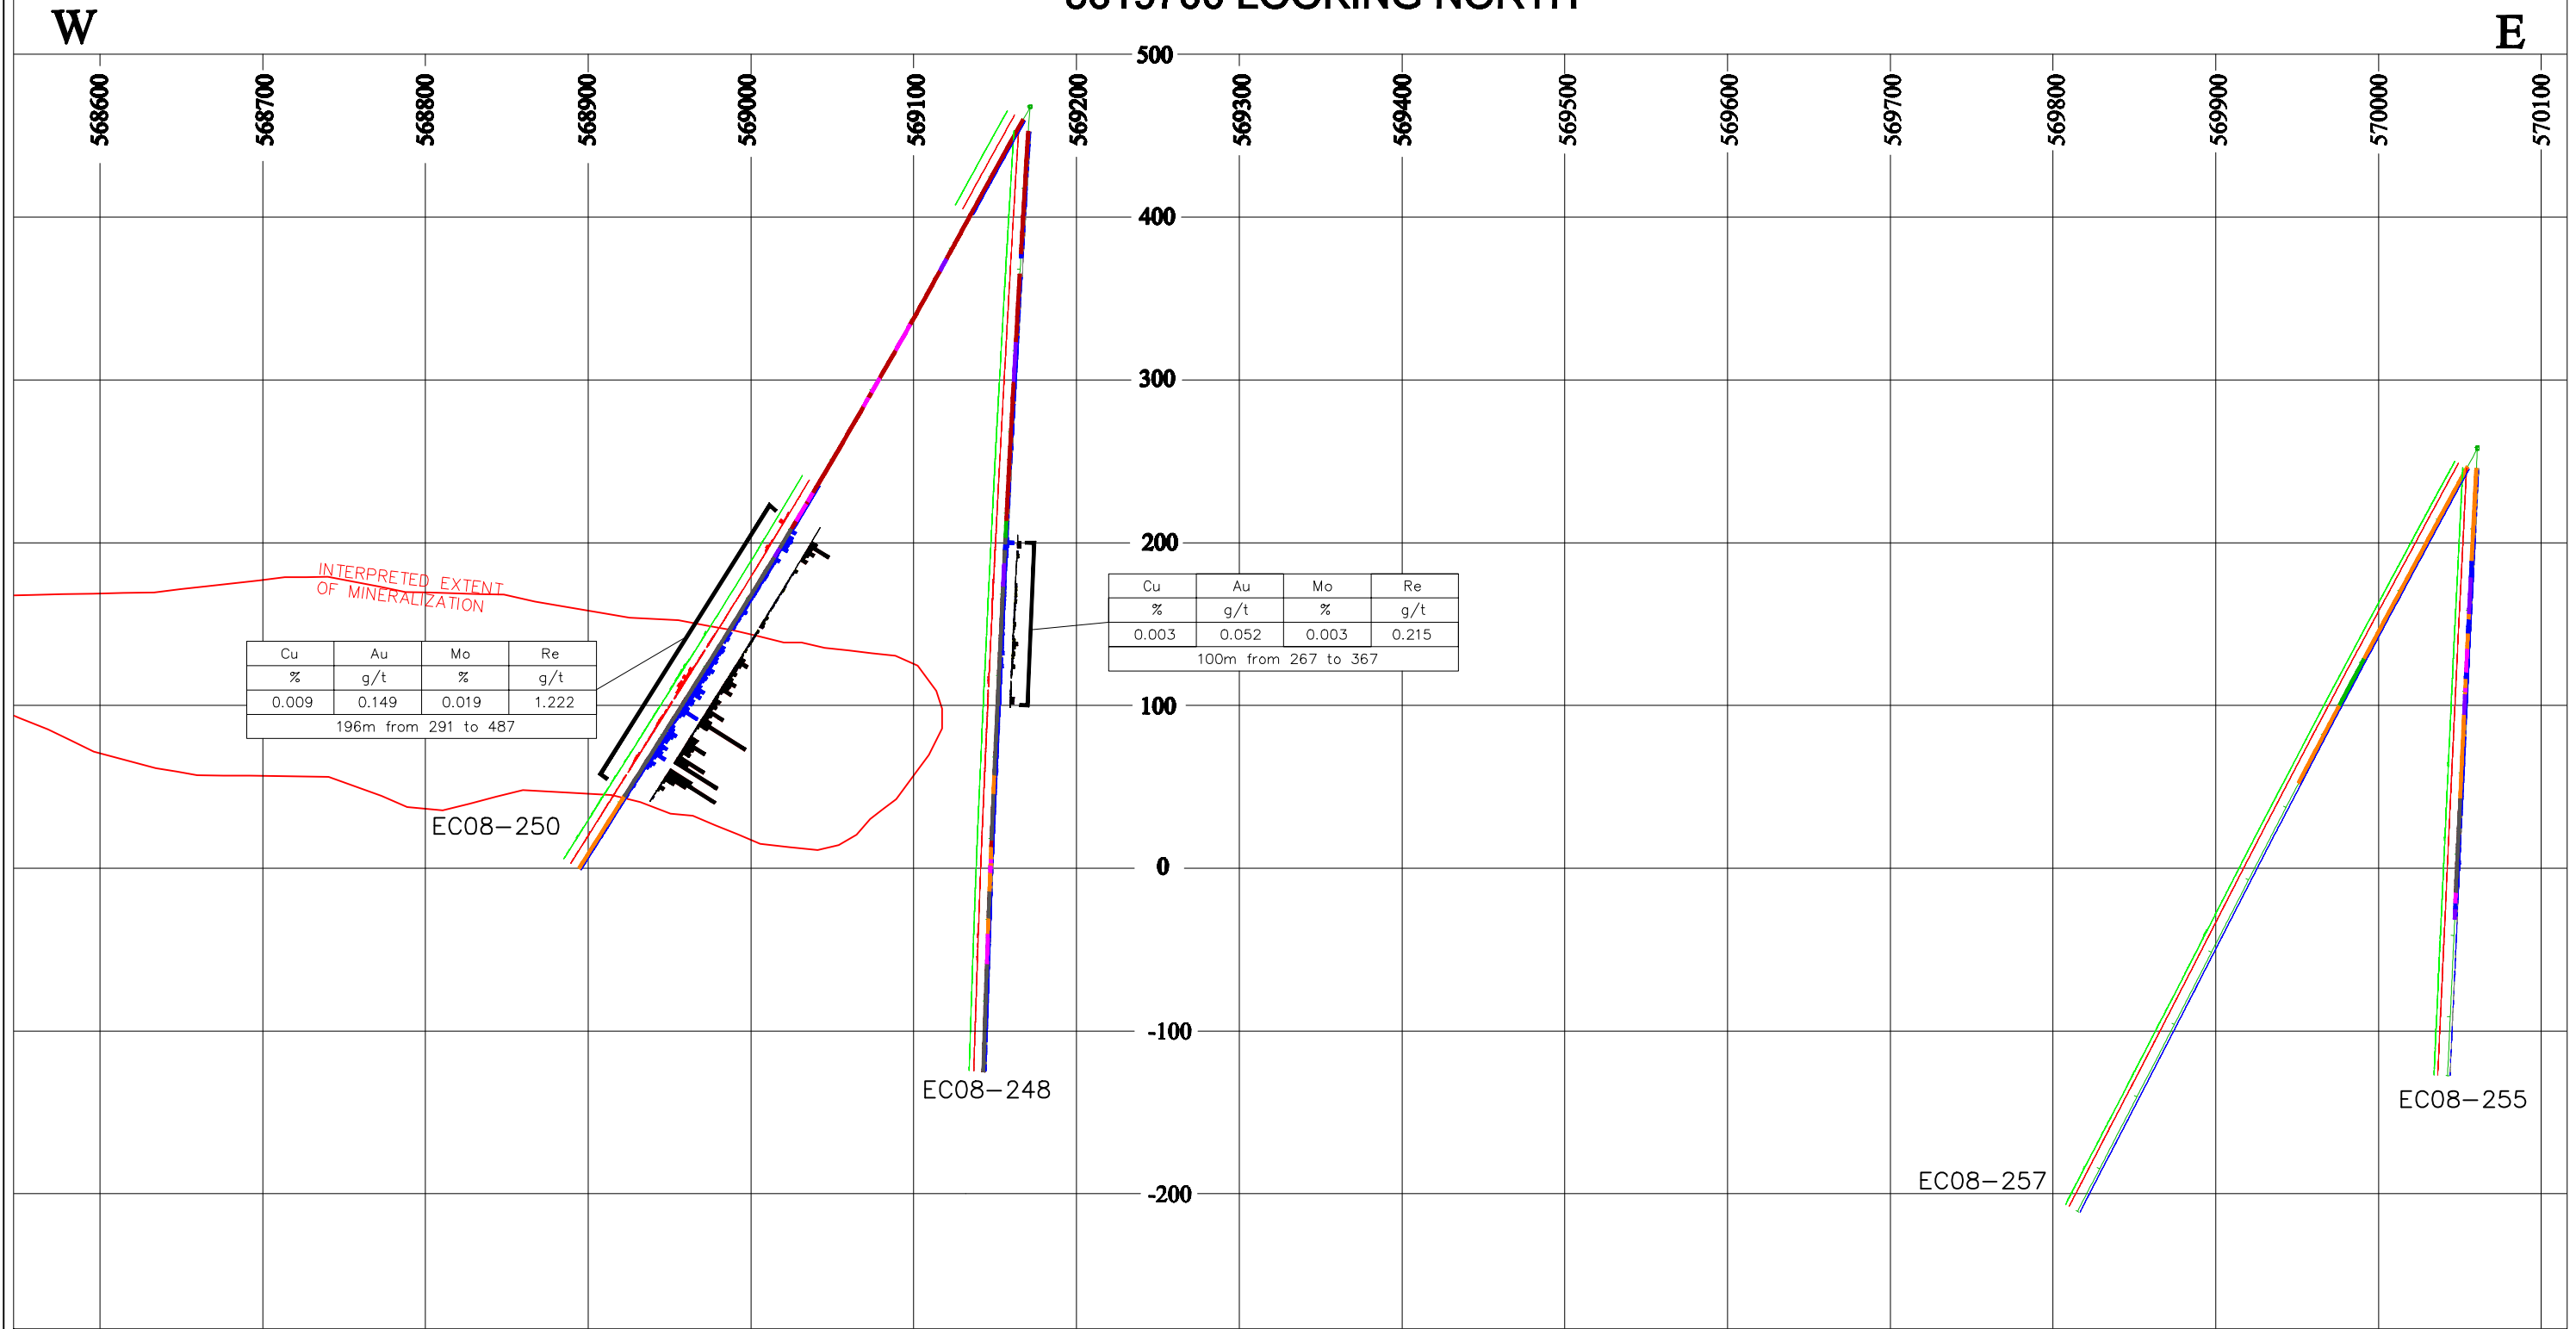 LOOKING NORTH
W
E
500
568600
568700
568800
568900
569000
569100
569200
569300
569400
569500
569600
569700
569800
569900
570000
570100
400
300
200
100
0
-100
-200
INTERPRETED EXTENT
OF MINERALIZATION
Cu Au Mo Re
% g/t % g/t
0.003 0.052 0.003 0.215
100m from 267 to 367
Cu Au Mo Re
% g/t % g/t
0.009 0.149 0.019 1.222
196m from 291 to 487
EC08-250
EC08-248
EC08-255
EC08-257